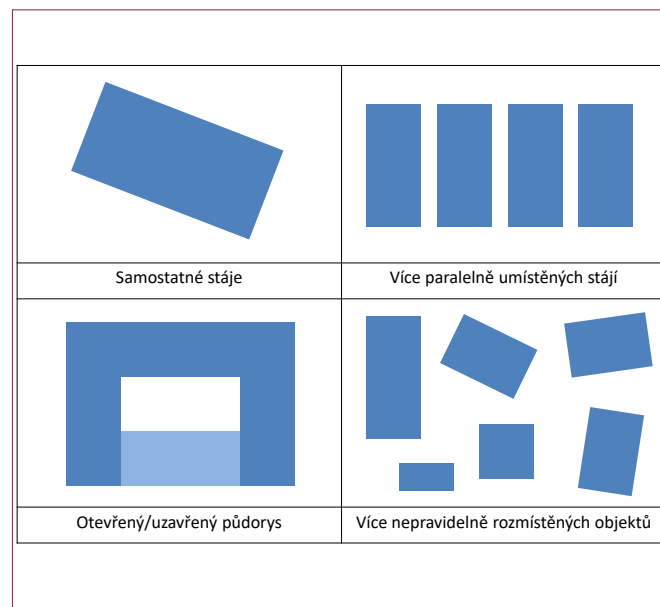 Samostatné stáje
Více paralelně umístěných stájí
Otevřený/uzavřený půdorys
Více nepravidelně rozmístěných objektů